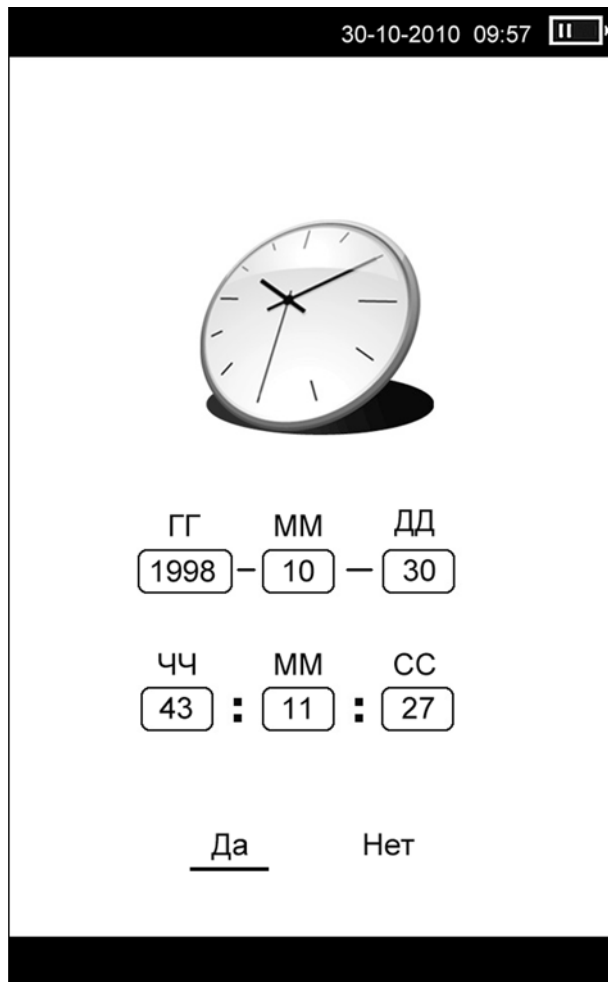 30-10-2010 09:57
ГГ ММ ДД
1998 – 10 – 30
ЧЧ ММ СС
43 : 11 : 27
Да Нет